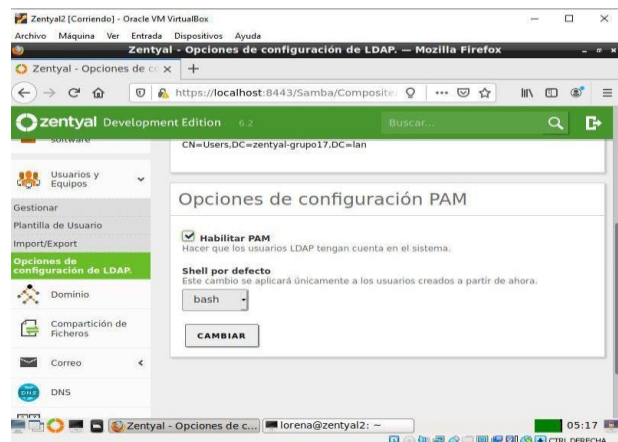 Zentyal2 [Corriendo] - Oracle VM VirtualBox
Archivo Máquina Ver Entrada Dispositivos Ayuda
Zentyal - Opciones de configuración de LDAP. — Mozilla Firefox
Zentyal - Opciones de co
https://localhost:8443/Samba/Composite
zentyal Development Edition 6.2
Buscar...
software
CN=Users,DC=zentyal-grupo17,DC=lan
Usuarios y
Equipos
Gestionar
Plantilla de Usuario
Import/Export
Opciones de
configuración de LDAP.
Dominio
Compartición de
Ficheros
Correo
DNS
Opciones de configuración PAM
Habilitar PAM
Hacer que los usuarios LDAP tengan cuenta en el sistema.
Shell por defecto
Este cambio se aplicará únicamente a los usuarios creados a partir de ahora.
bash
CAMBIAR
Zentyal - Opciones de c...
lorena@zentyal2: ~
05:17
CTRL DERECHA